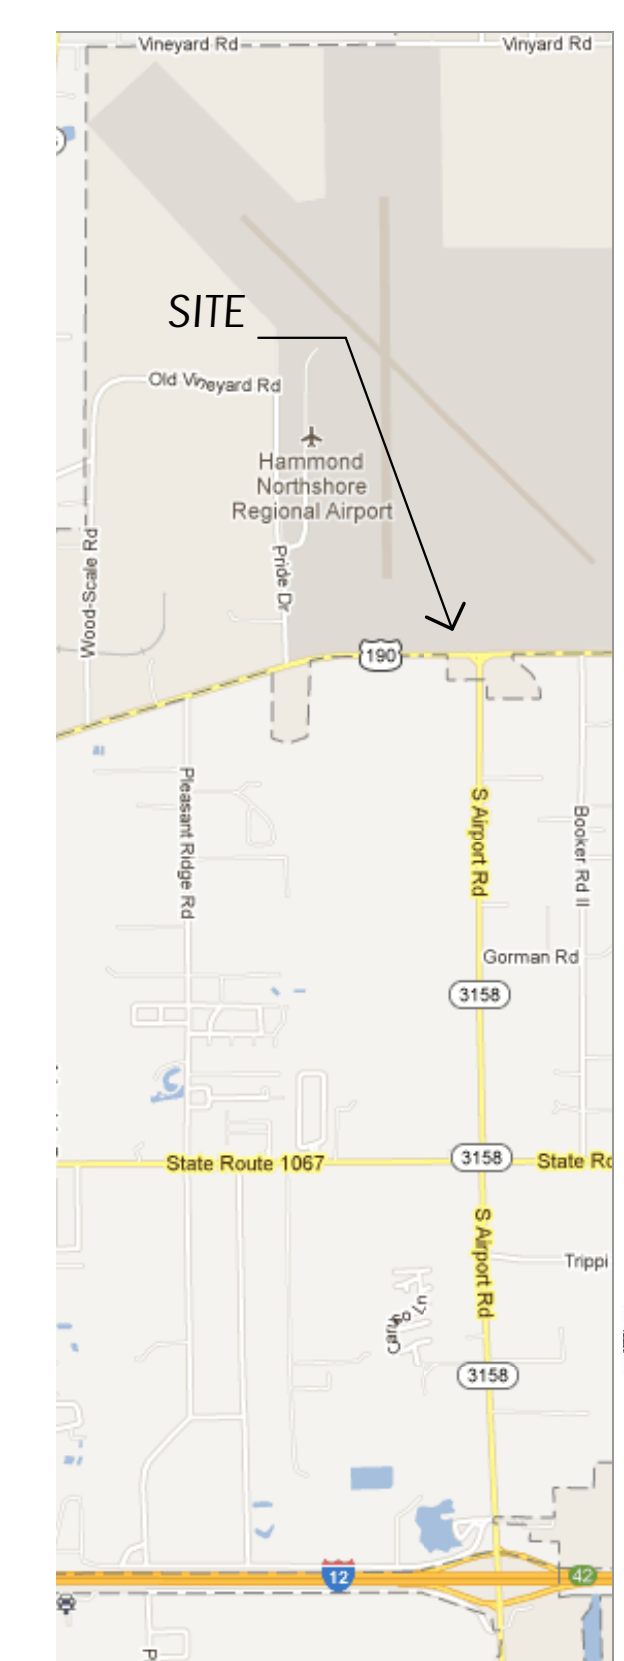 Vineyard Rd
Vinyard Rd
SITE
Old Vineyard Rd
Hammond
Northshore
Regional Airport
Wood-Scale Rd
Pride Dr
190
Pleasant Ridge Rd
S Airport Rd
Booker Rd II
Gorman Rd
3158
State Route 1067
3158
State Ro
S Airport Rd
Trippi
3158
12
42
P